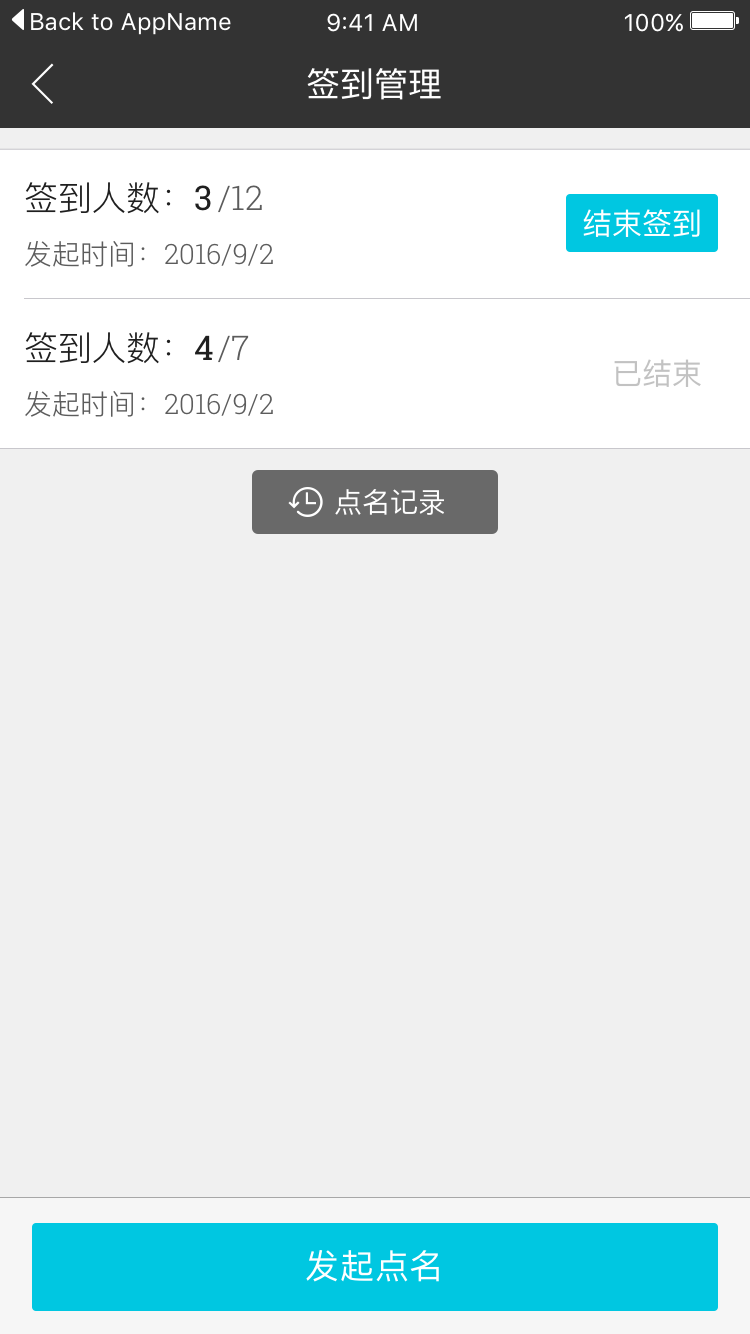 Back to AppName 9:41 AM 100%
签到管理
签到人数：3/12
结束签到
发起时间：2016/9/2
签到人数：4/7
已结束
发起时间：2016/9/2
点名记录
发起点名